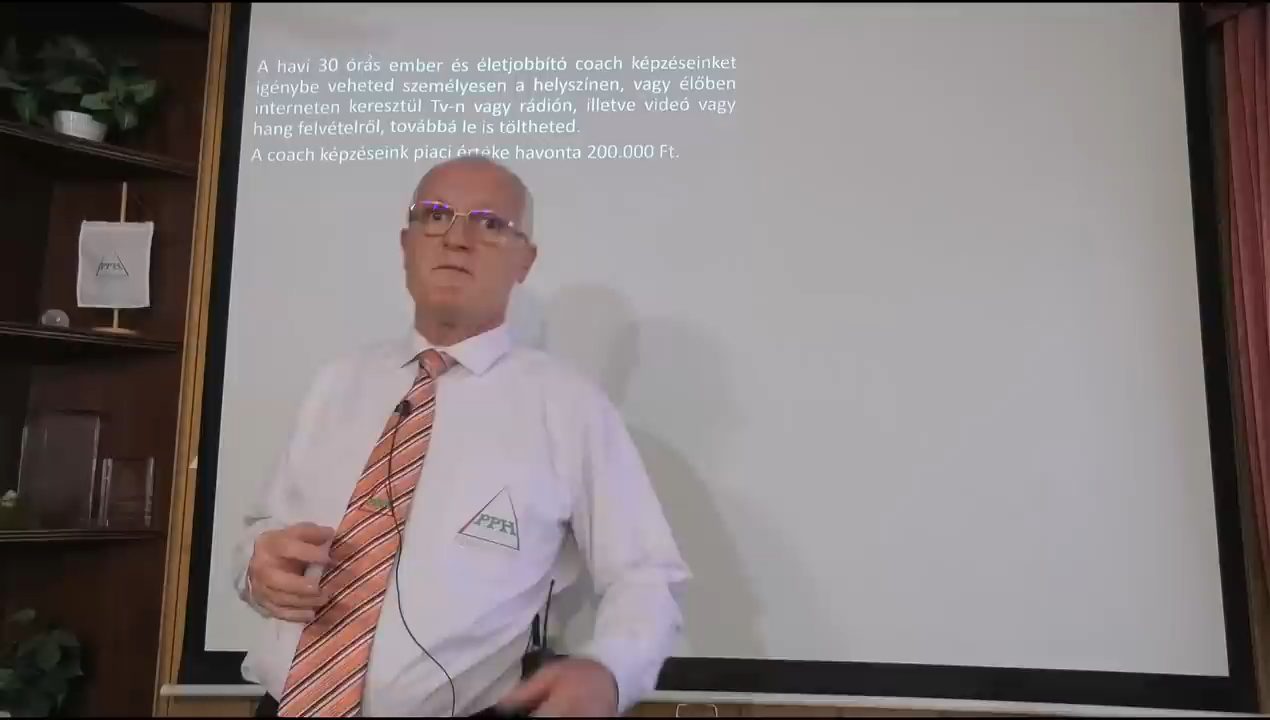 A havi 30 órás ember és életjobbító coach képzéseinket
igénybe veheted személyesen a helyszínen, vagy élőben
interneten keresztül Tv-n vagy rádión, illetve videó vagy
hang felvételről, továbbá le is töltheted.
A coach képzéseink piaci értéke havonta 200.000 Ft.
PPH
PPH